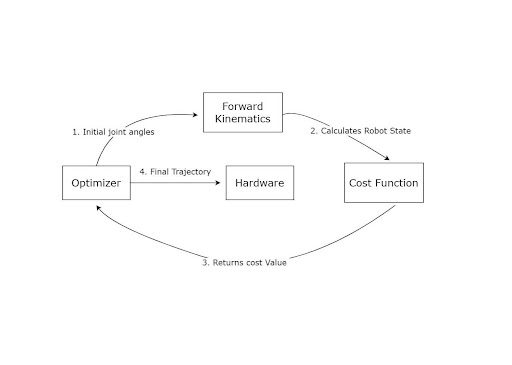 Forward
Kinematics
1. Initial joint angles
2. Calculates Robot State
4. Final Trajectory
Optimizer
Hardware
Cost Function
3. Returns cost Value